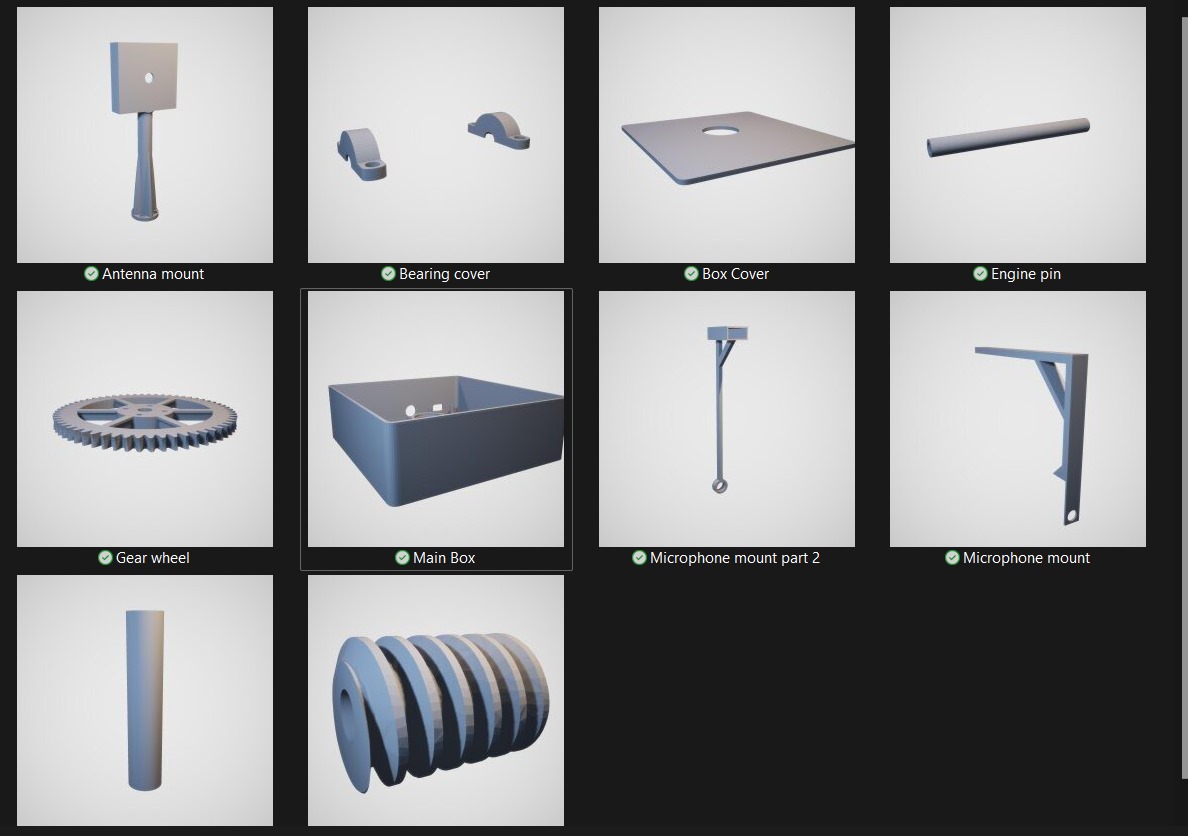 Antenna mount
Bearing cover
Box Cover
Engine pin
Gear wheel
Main Box
Microphone mount part 2
Microphone mount